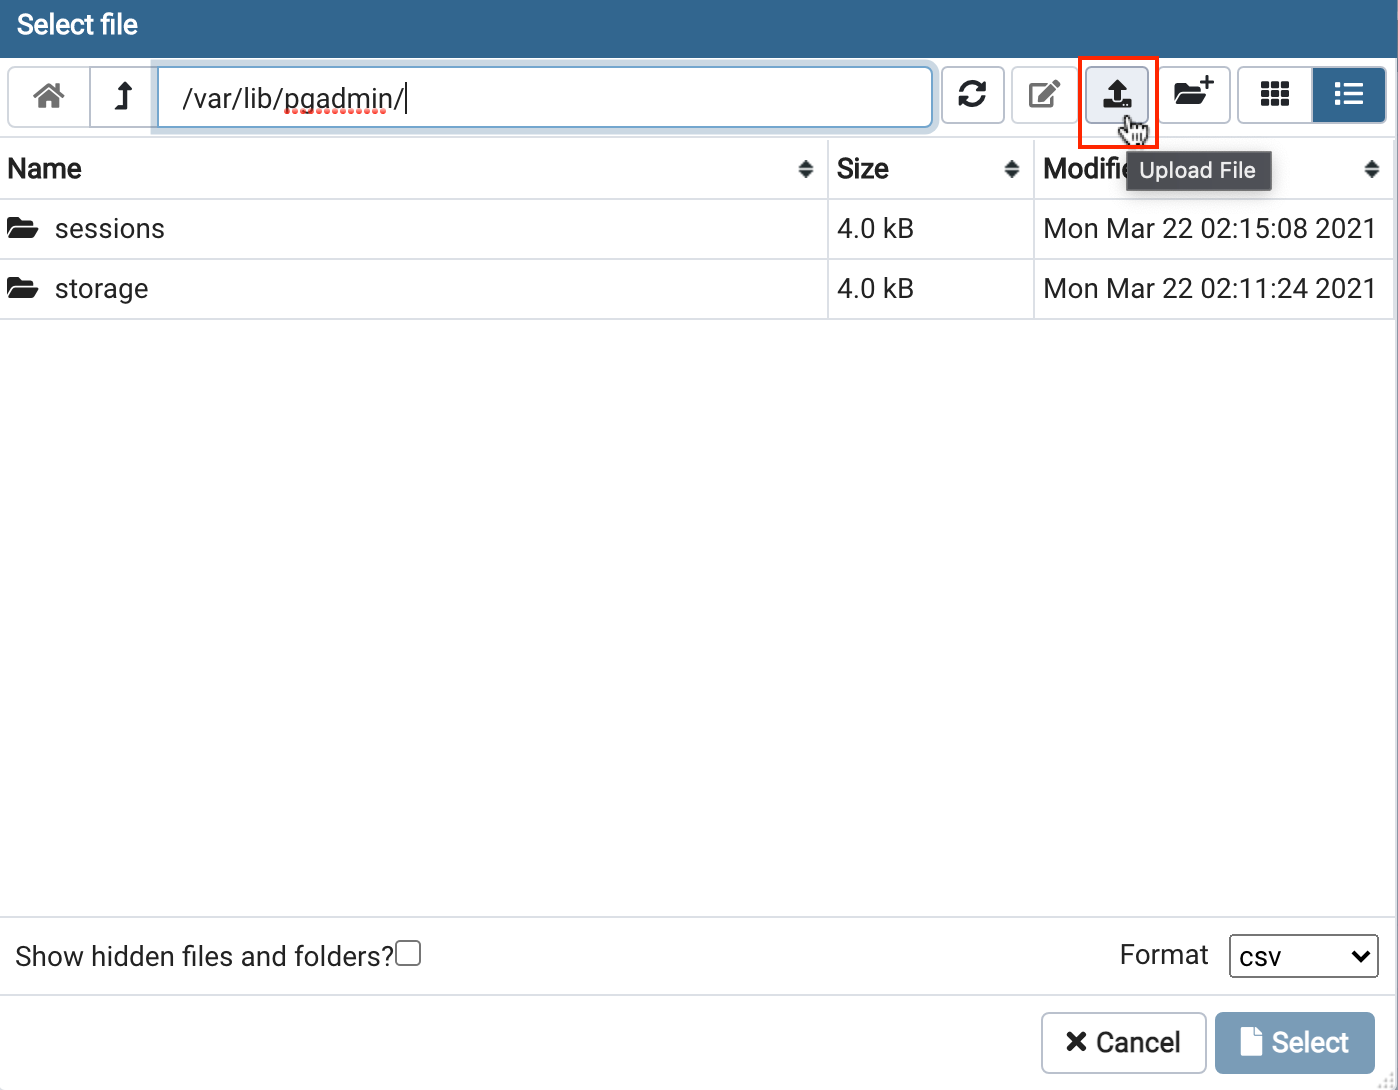 Select file
/var/lib/pgadmin/
Name Size Modifie
Upload File
sessions 4.0 kB Mon Mar 22 02:15:08 2021
storage 4.0 kB Mon Mar 22 02:11:24 2021
Show hidden files and folders? Format csv
Cancel Select